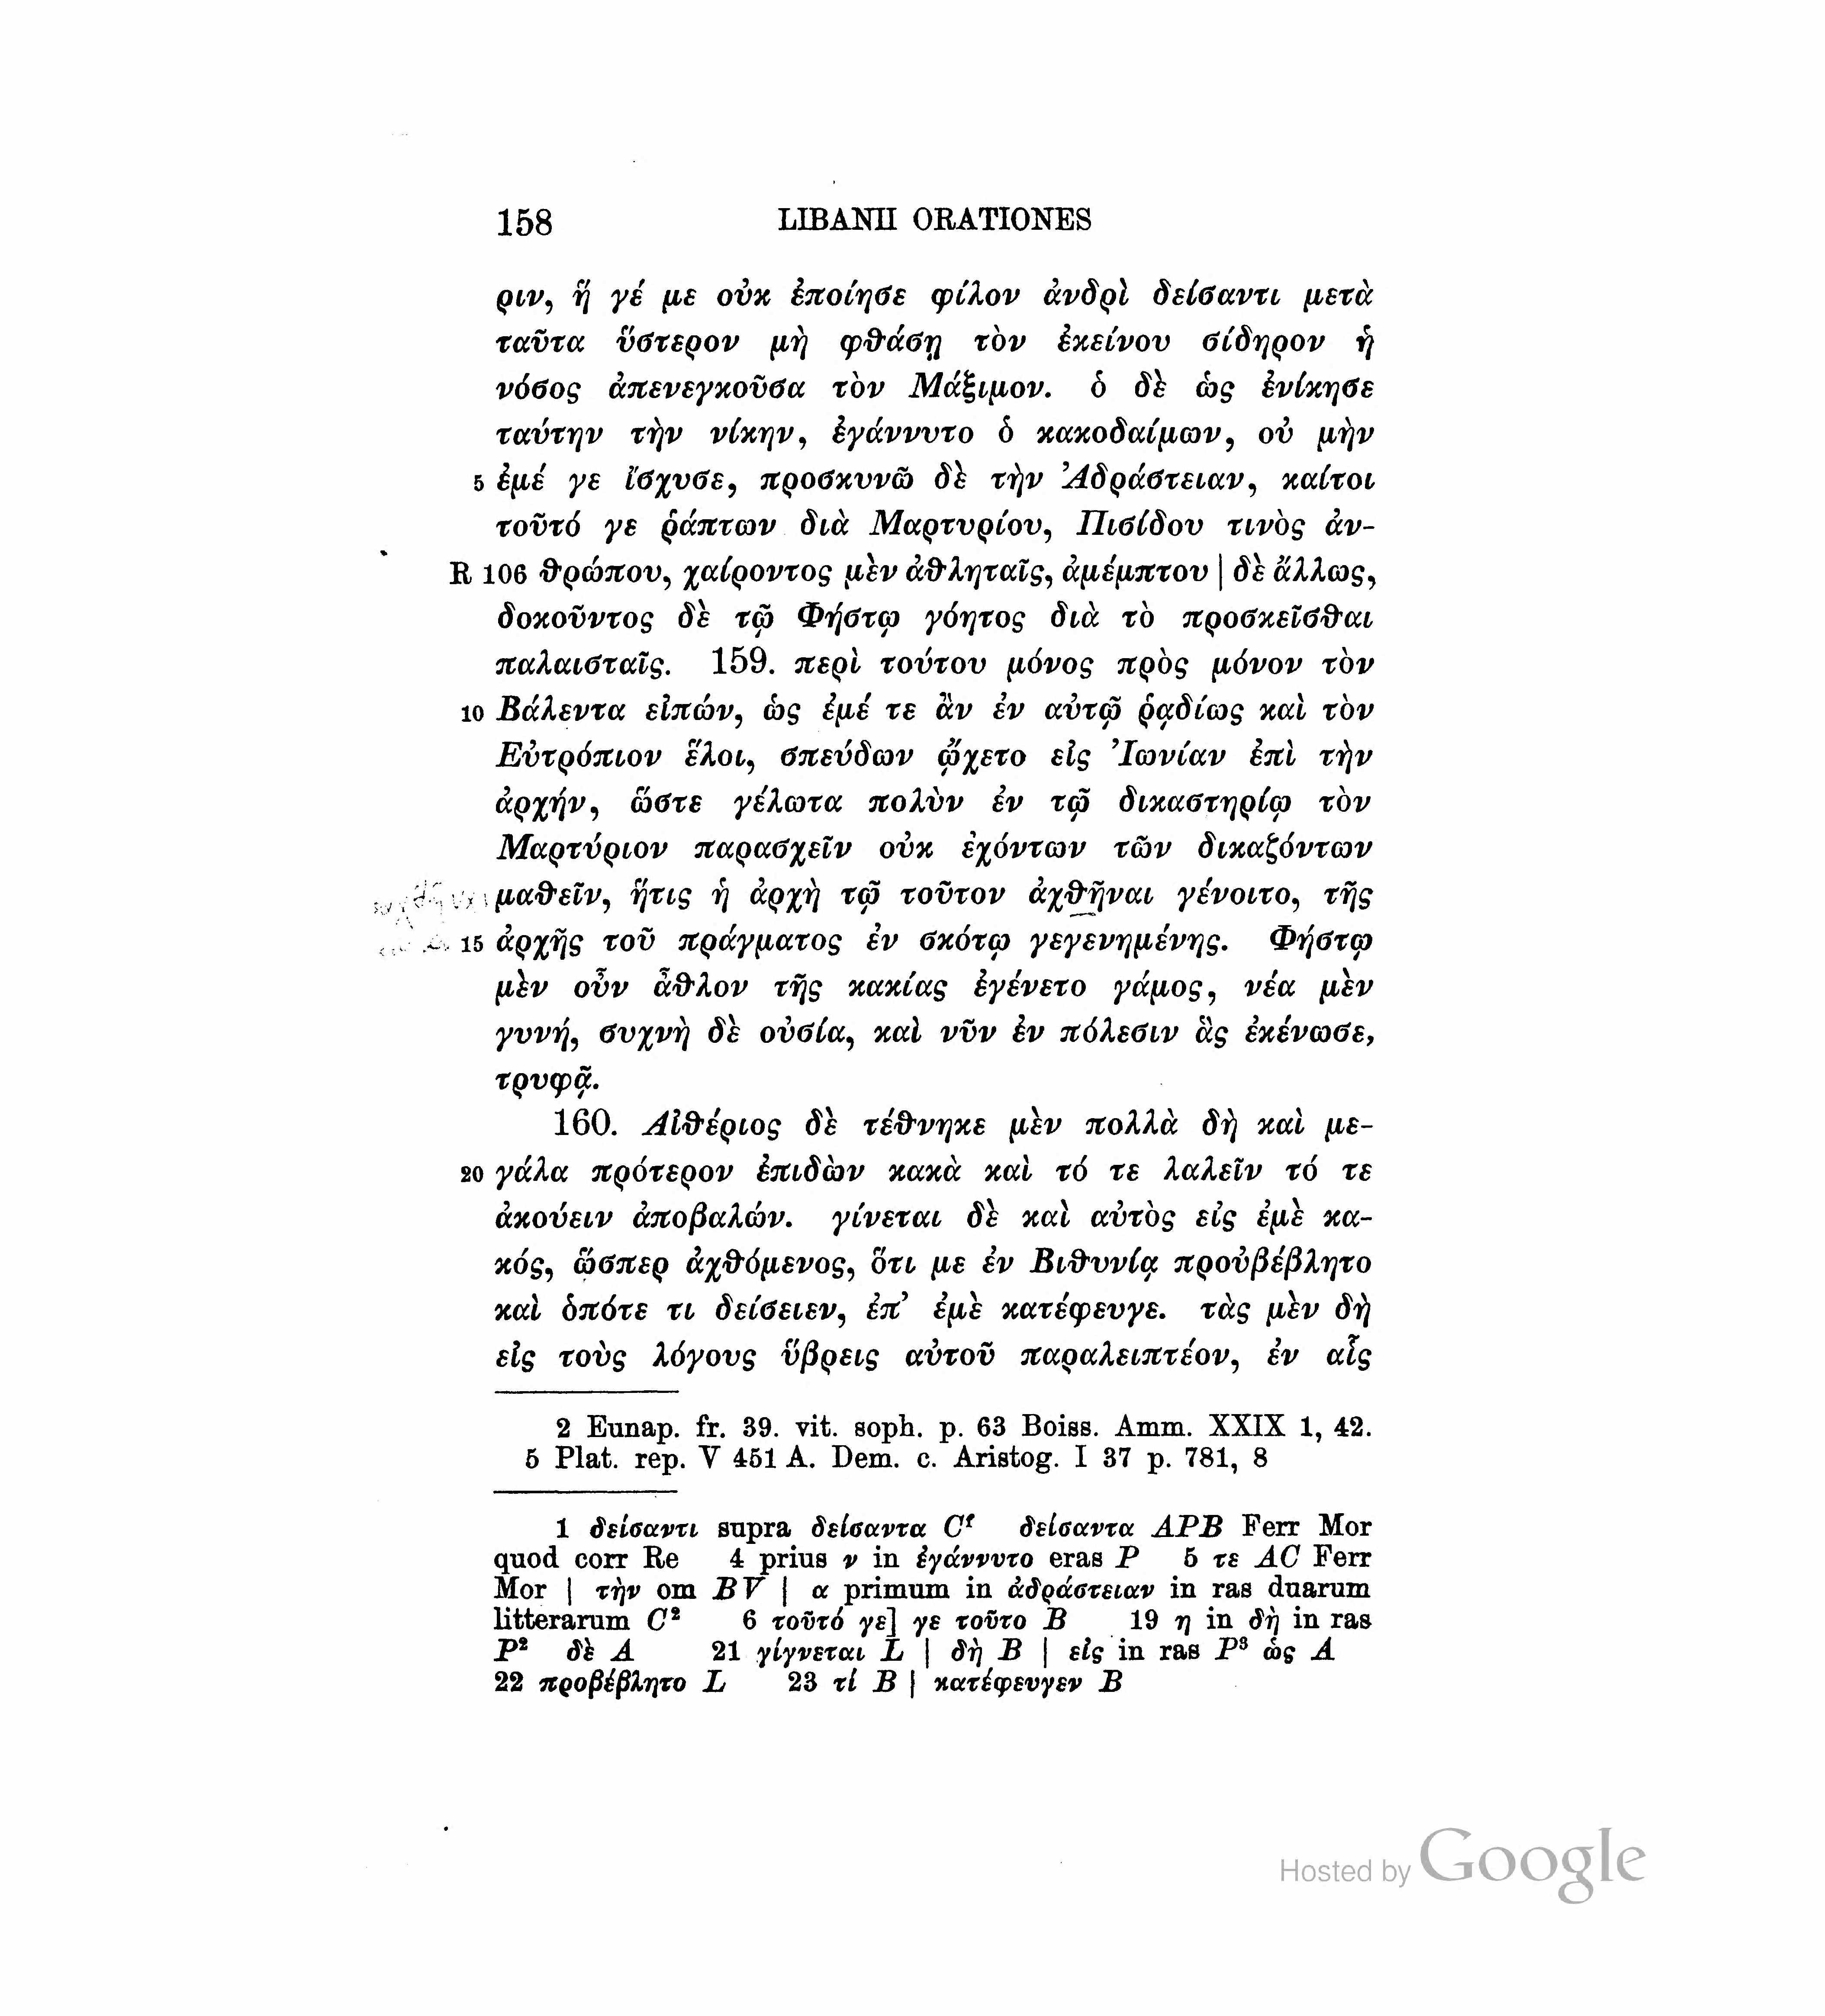 158 LIBANII ORATIONES
ριν, ἥ γέ με οὐκ ἐποίησε φίλον ἀνδρὶ δείσαντι μετὰ
ταῦτα ὕστερον μὴ φθάσῃ τὸν ἐκείνου σίδηρον ἡ
νόσος ἀπενεγκοῦσα τὸν Μάξιμον. ὁ δὲ ὡς ἐνίκησε
ταύτην τὴν νίκην, ἐγάννυτο ὁ κακοδαίμων, οὐ μὴν
5 ἐμέ γε ἴσχυσε, προσκυνῶ δὲ τὴν Ἀδράστειαν, καίτοι
τοῦτό γε ῥάπτων διὰ Μαρτυρίου, Πισίδου τινὸς ἀν-
R 106 θρώπου, χαίροντος μὲν ἀθληταῖς, ἀμέμπτου | δὲ ἄλλως,
δοκοῦντος δὲ τῷ Φήστῳ γόητος διὰ τὸ προσκεῖσθαι
παλαισταῖς. 159. περὶ τούτου μόνος πρὸς μόνον τὸν
10 Βάλεντα εἰπών, ὡς ἐμέ τε ἂν ἐν αὐτῷ ῥᾳδίως καὶ τὸν
Εὐτρόπιον ἕλοι, σπεύδων ᾤχετο εἰς Ἰωνίαν ἐπὶ τὴν
ἀρχήν, ὥστε γέλωτα πολὺν ἐν τῷ δικαστηρίῳ τὸν
Μαρτύριον παρασχεῖν οὐκ ἐχόντων τῶν δικαζόντων
μαθεῖν, ἥτις ἡ ἀρχὴ τῷ τοῦτον ἀχθῆναι γένοιτο, τῆς
15 ἀρχῆς τοῦ πράγματος ἐν σκότῳ γεγενημένης. Φήστῳ
μὲν οὖν ἆθλον τῆς κακίας ἐγένετο γάμος, νέα μὲν
γυνή, συχνὴ δὲ οὐσία, καὶ νῦν ἐν πόλεσιν ἃς ἐκένωσε,
τρυφᾷ.
160. Αἰθέριος δὲ τέθνηκε μὲν πολλὰ δὴ καὶ με-
20 γάλα πρότερον ἐπιδὼν κακὰ καὶ τό τε λαλεῖν τό τε
ἀκούειν ἀποβαλών. γίνεται δὲ καὶ αὐτὸς εἰς ἐμὲ κα-
κός, ὥσπερ ἀχθόμενος, ὅτι με ἐν Βιθυνίᾳ προὐβέβλητο
καὶ ὁπότε τι δείσειεν, ἐπ’ ἐμὲ κατέφευγε. τὰς μὲν δὴ
εἰς τοὺς λόγους ὕβρεις αὐτοῦ παραλειπτέον, ἐν αἷς
2 Eunap. fr. 39. vit. soph. p. 63 Boiss. Amm. XXIX 1, 42.
5 Plat. rep. V 451 A. Dem. c. Aristog. I 37 p. 781, 8
1 δείσαντι supra δείσαντα Cᶠ δείσαντα APB Ferr Mor
quod corr Re 4 prius ν in ἐγάννυτο eras P 5 τε AC Ferr
Mor | τὴν om BV | α primum in ἀδράστειαν in ras duarum
litterarum C² 6 τοῦτό γε] γε τοῦτο B 19 η in δὴ in ras
P² δὲ A 21 γίγνεται L | δὴ B | εἰς in ras P³ ὡς A
22 προβέβλητο L 23 τί B | κατέφευγεν B
Hosted by Google